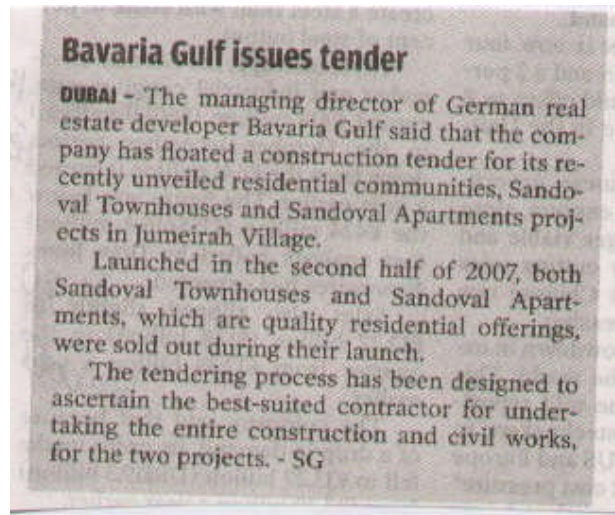 Bavaria Gulf issues tender
DUBAI – The managing director of German real
estate developer Bavaria Gulf said that the com-
pany has floated a construction tender for its re-
cently unveiled residential communities, Sando-
val Townhouses and Sandoval Apartments proj-
ects in Jumeirah Village.
Launched in the second half of 2007, both
Sandoval Townhouses and Sandoval Apart-
ments, which are quality residential offerings,
were sold out during their launch.
The tendering process has been designed to
ascertain the best-suited contractor for under-
taking the entire construction and civil works,
for the two projects. - SG